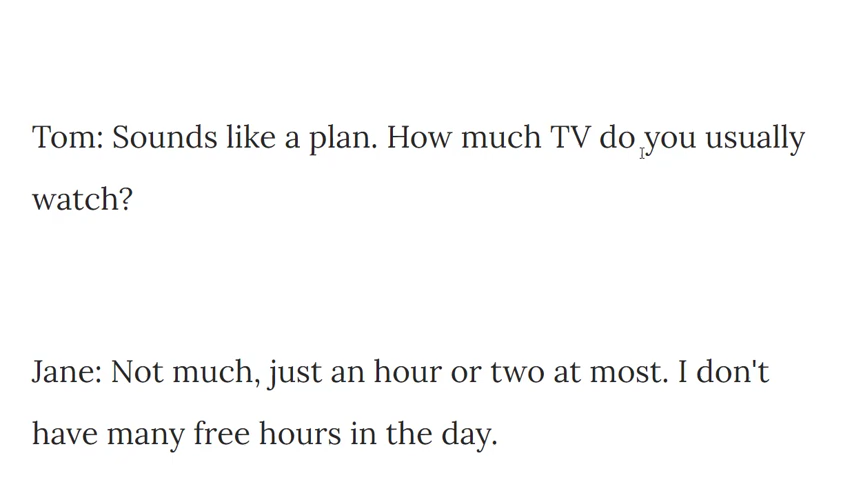 Tom: Sounds like a plan. How much TV do you usually
watch?
Jane: Not much, just an hour or two at most. I don't
have many free hours in the day.